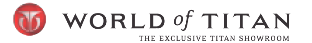 WORLD of TITAN
THE EXCLUSIVE TITAN SHOWROOM